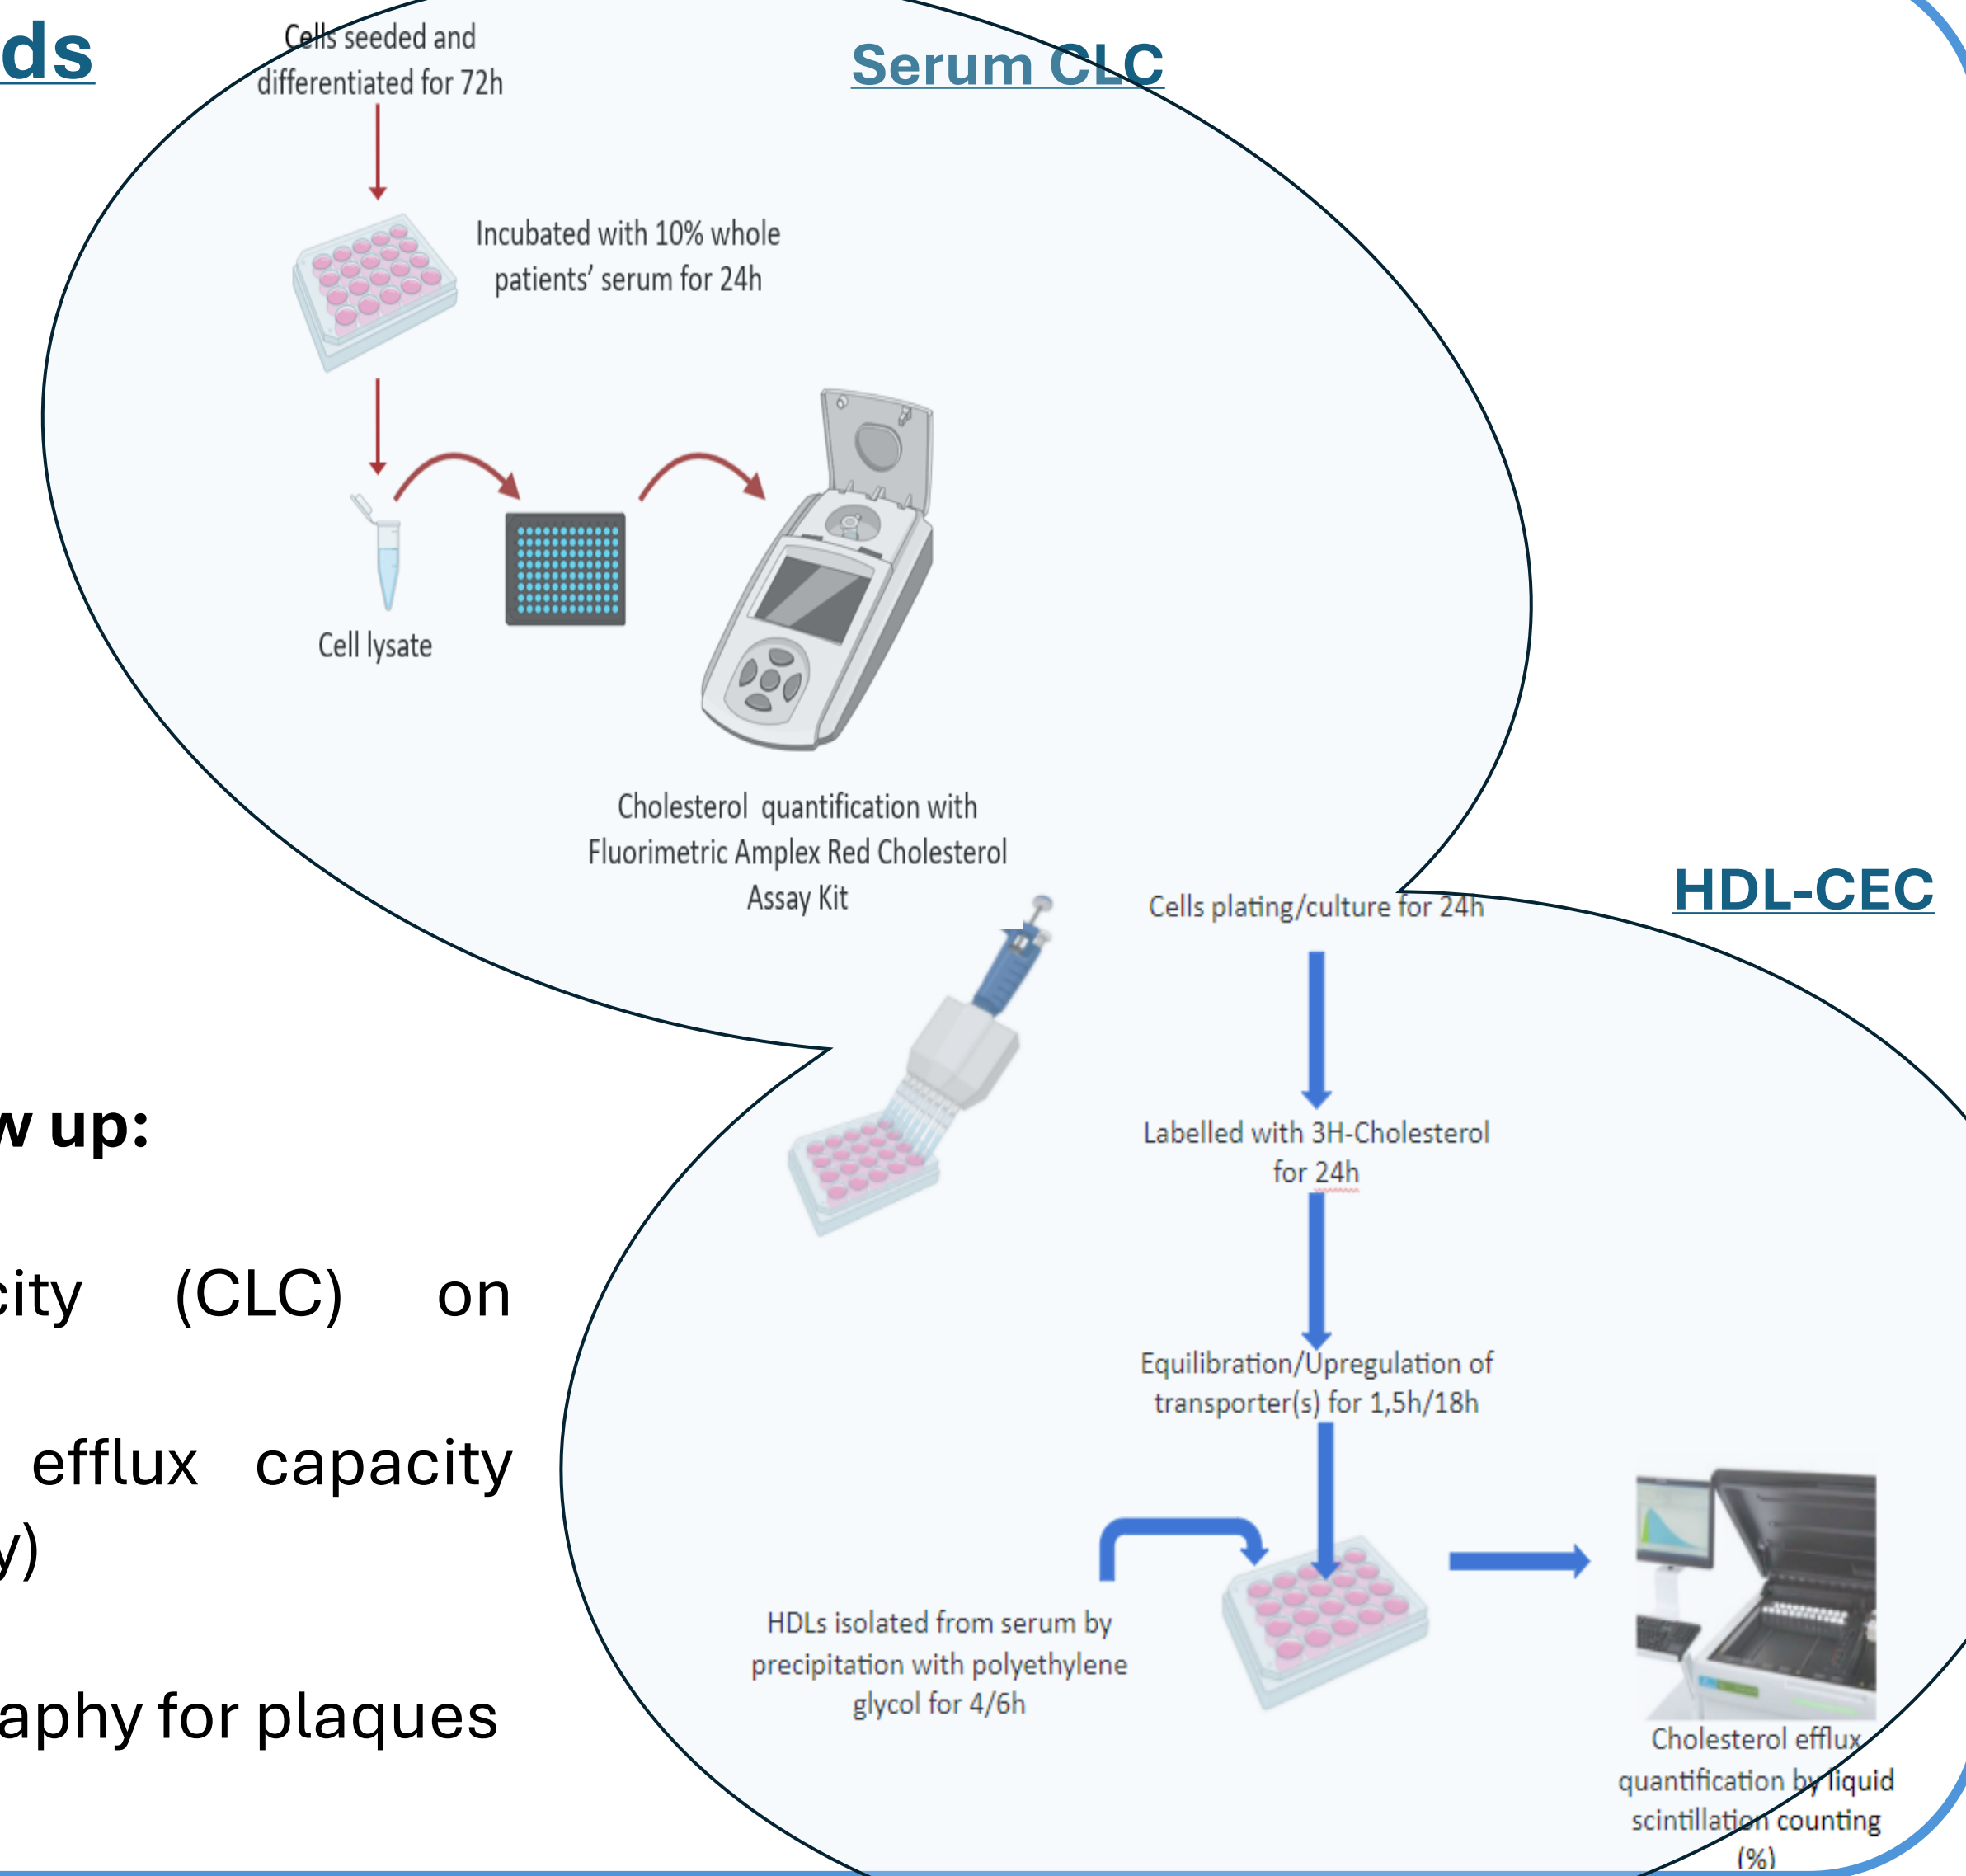 ds
Cells seeded and
differentiated for 72h
Serum CLC
Incubated with 10% whole
patients’ serum for 24h
Cell lysate
Cholesterol quantification with
Fluorimetric Amplex Red Cholesterol
Assay Kit
HDL-CEC
Cells plating/culture for 24h
Labelled with 3H-Cholesterol
for 24h
Equilibration/Upregulation of
transporter(s) for 1,5h/18h
HDLs isolated from serum by
precipitation with polyethylene
glycol for 4/6h
Cholesterol efflux
quantification by liquid
scintillation counting
(%)
w up:
city (CLC) on
efflux capacity
y)
aphy for plaques